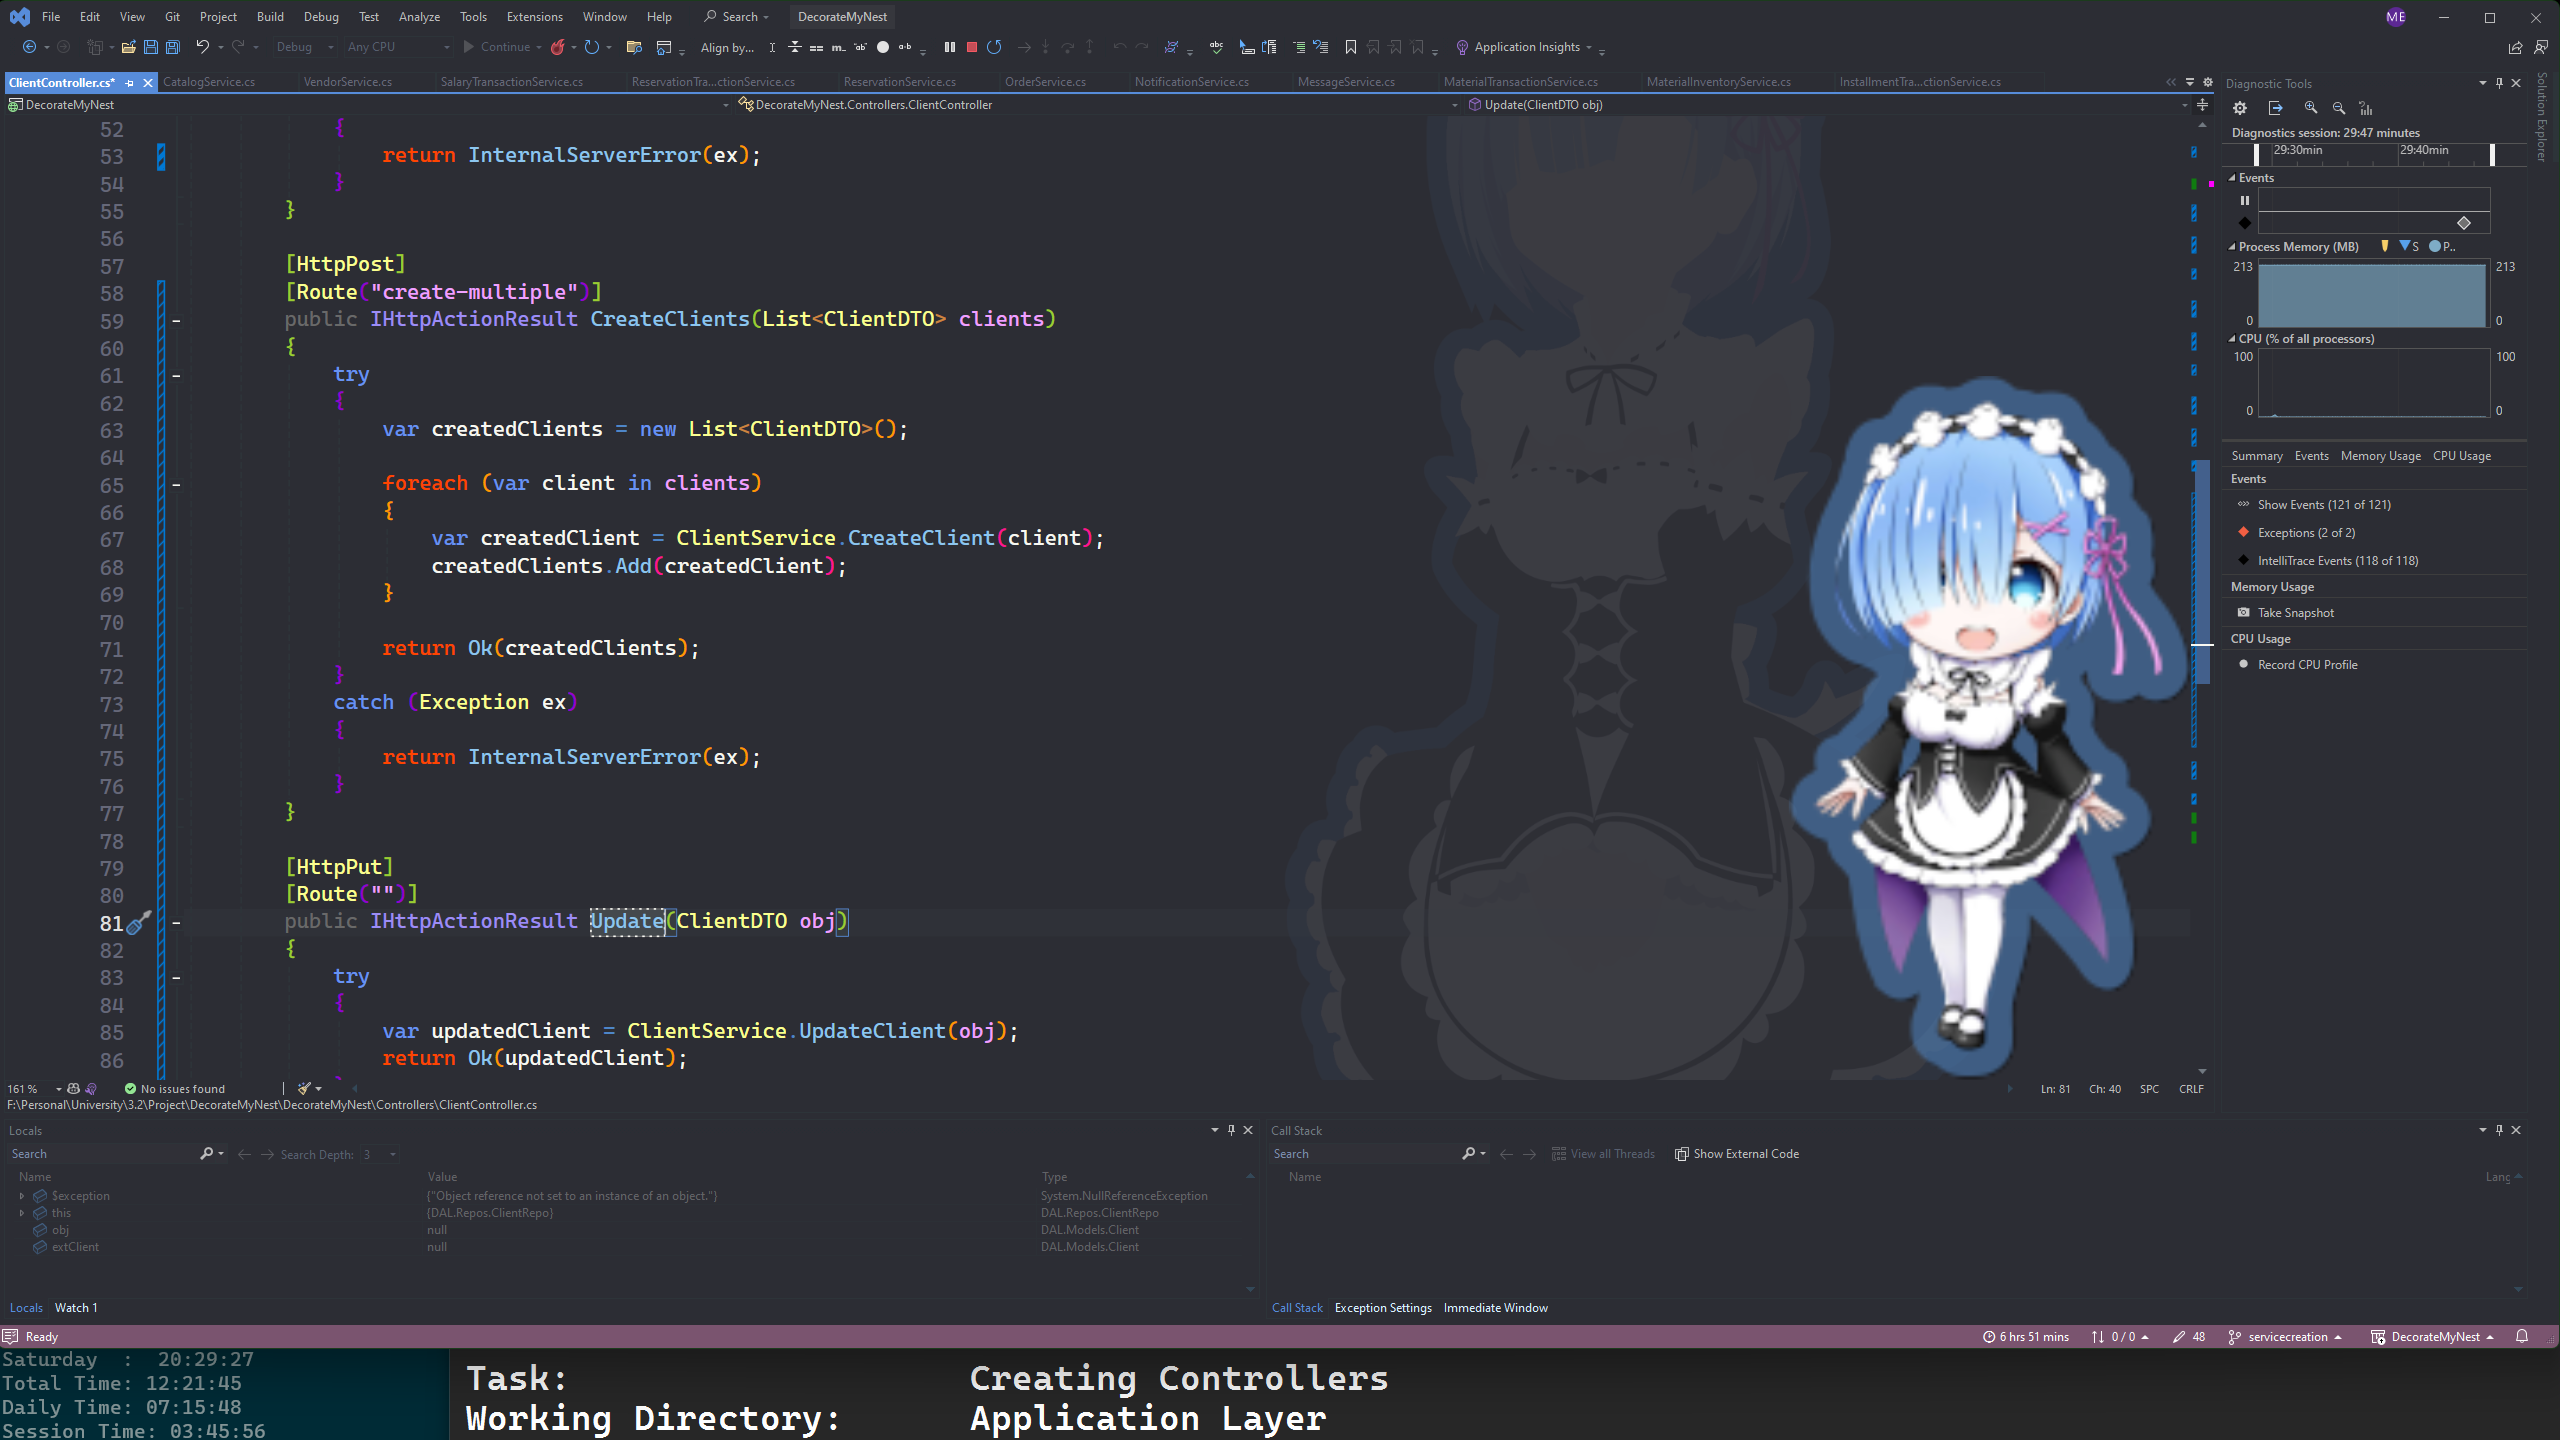 File Edit View Git Project Build Debug Test Analyze Tools Extensions Window Help Search DecorateMyNest ME
Debug Any CPU Continue Align by... Application Insights
ClientController.cs* CatalogService.cs VendorService.cs SalaryTransactionService.cs ReservationTra...ctionService.cs ReservationService.cs OrderService.cs NotificationService.cs MessageService.cs MaterialTransactionService.cs MaterialInventoryService.cs InstallmentTra...ctionService.cs
DecorateMyNest DecorateMyNest.Controllers.ClientController Update(ClientDTO obj)
52 {
53 return InternalServerError(ex);
54 }
55 }
56
57 [HttpPost]
58 [Route("create-multiple")]
59 public IHttpActionResult CreateClients(List<ClientDTO> clients)
60 {
61 try
62 {
63 var createdClients = new List<ClientDTO>();
64
65 foreach (var client in clients)
66 {
67 var createdClient = ClientService.CreateClient(client);
68 createdClients.Add(createdClient);
69 }
70
71 return Ok(createdClients);
72 }
73 catch (Exception ex)
74 {
75 return InternalServerError(ex);
76 }
77 }
78
79 [HttpPut]
80 [Route("")]
81 public IHttpActionResult Update(ClientDTO obj)
82 {
83 try
84 {
85 var updatedClient = ClientService.UpdateClient(obj);
86 return Ok(updatedClient);
161 % No issues found Ln: 81 Ch: 40 SPC CRLF
F:\Personal\University\3.2\Project\DecorateMyNest\DecorateMyNest\Controllers\ClientController.cs
Diagnostic Tools
Solution Explorer
Diagnostics session: 29:47 minutes
29:30min 29:40min
Events
Process Memory (MB) S P..
213 213
0 0
CPU (% of all processors)
100 100
0 0
Summary Events Memory Usage CPU Usage
Events
Show Events (121 of 121)
Exceptions (2 of 2)
IntelliTrace Events (118 of 118)
Memory Usage
Take Snapshot
CPU Usage
Record CPU Profile
Locals
Search Search Depth: 3
Name Value Type
$exception {"Object reference not set to an instance of an object."} System.NullReferenceException
this {DAL.Repos.ClientRepo} DAL.Repos.ClientRepo
obj null DAL.Models.Client
extClient null DAL.Models.Client
Locals Watch 1
Call Stack
Search View all Threads Show External Code
Name Lang
Call Stack Exception Settings Immediate Window
Ready 6 hrs 51 mins 0 / 0 48 servicecreation DecorateMyNest
Saturday : 20:29:27
Total Time: 12:21:45
Daily Time: 07:15:48
Session Time: 03:45:56
Task: Creating Controllers
Working Directory: Application Layer